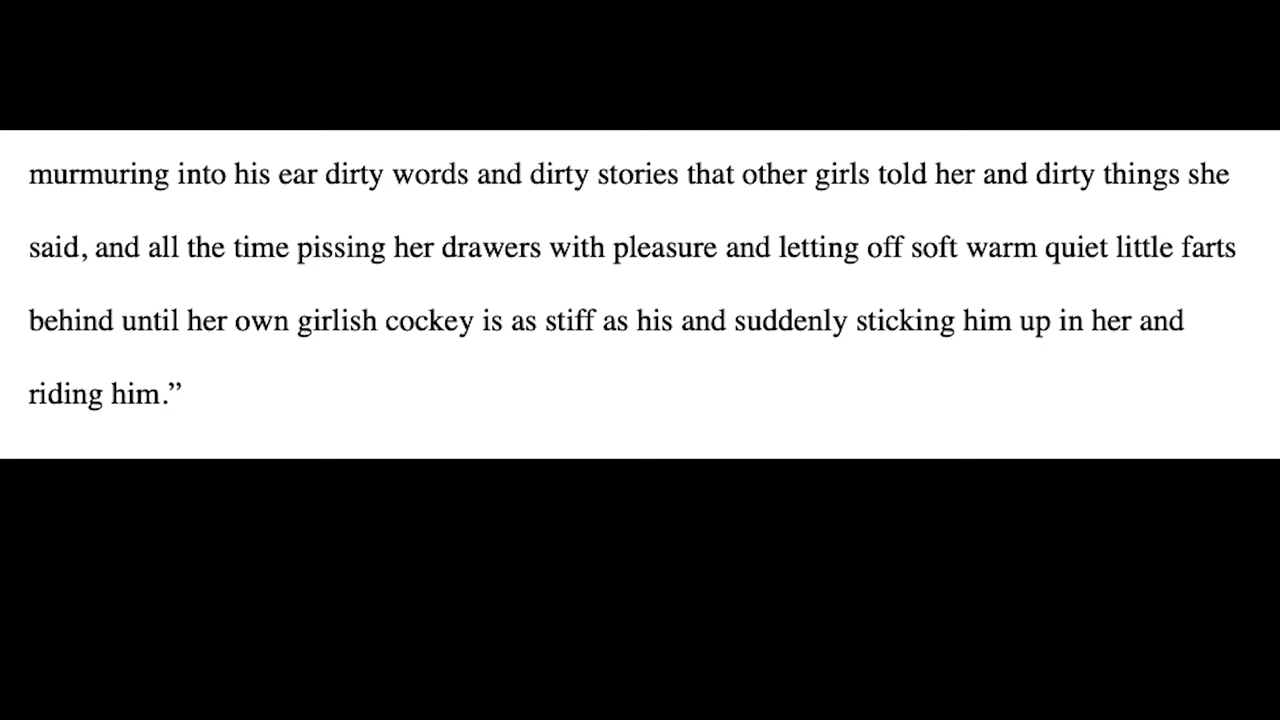 murmuring into his ear dirty words and dirty stories that other girls told her and dirty things she
said, and all the time pissing her drawers with pleasure and letting off soft warm quiet little farts
behind until her own girlish cockey is as stiff as his and suddenly sticking him up in her and
riding him.”